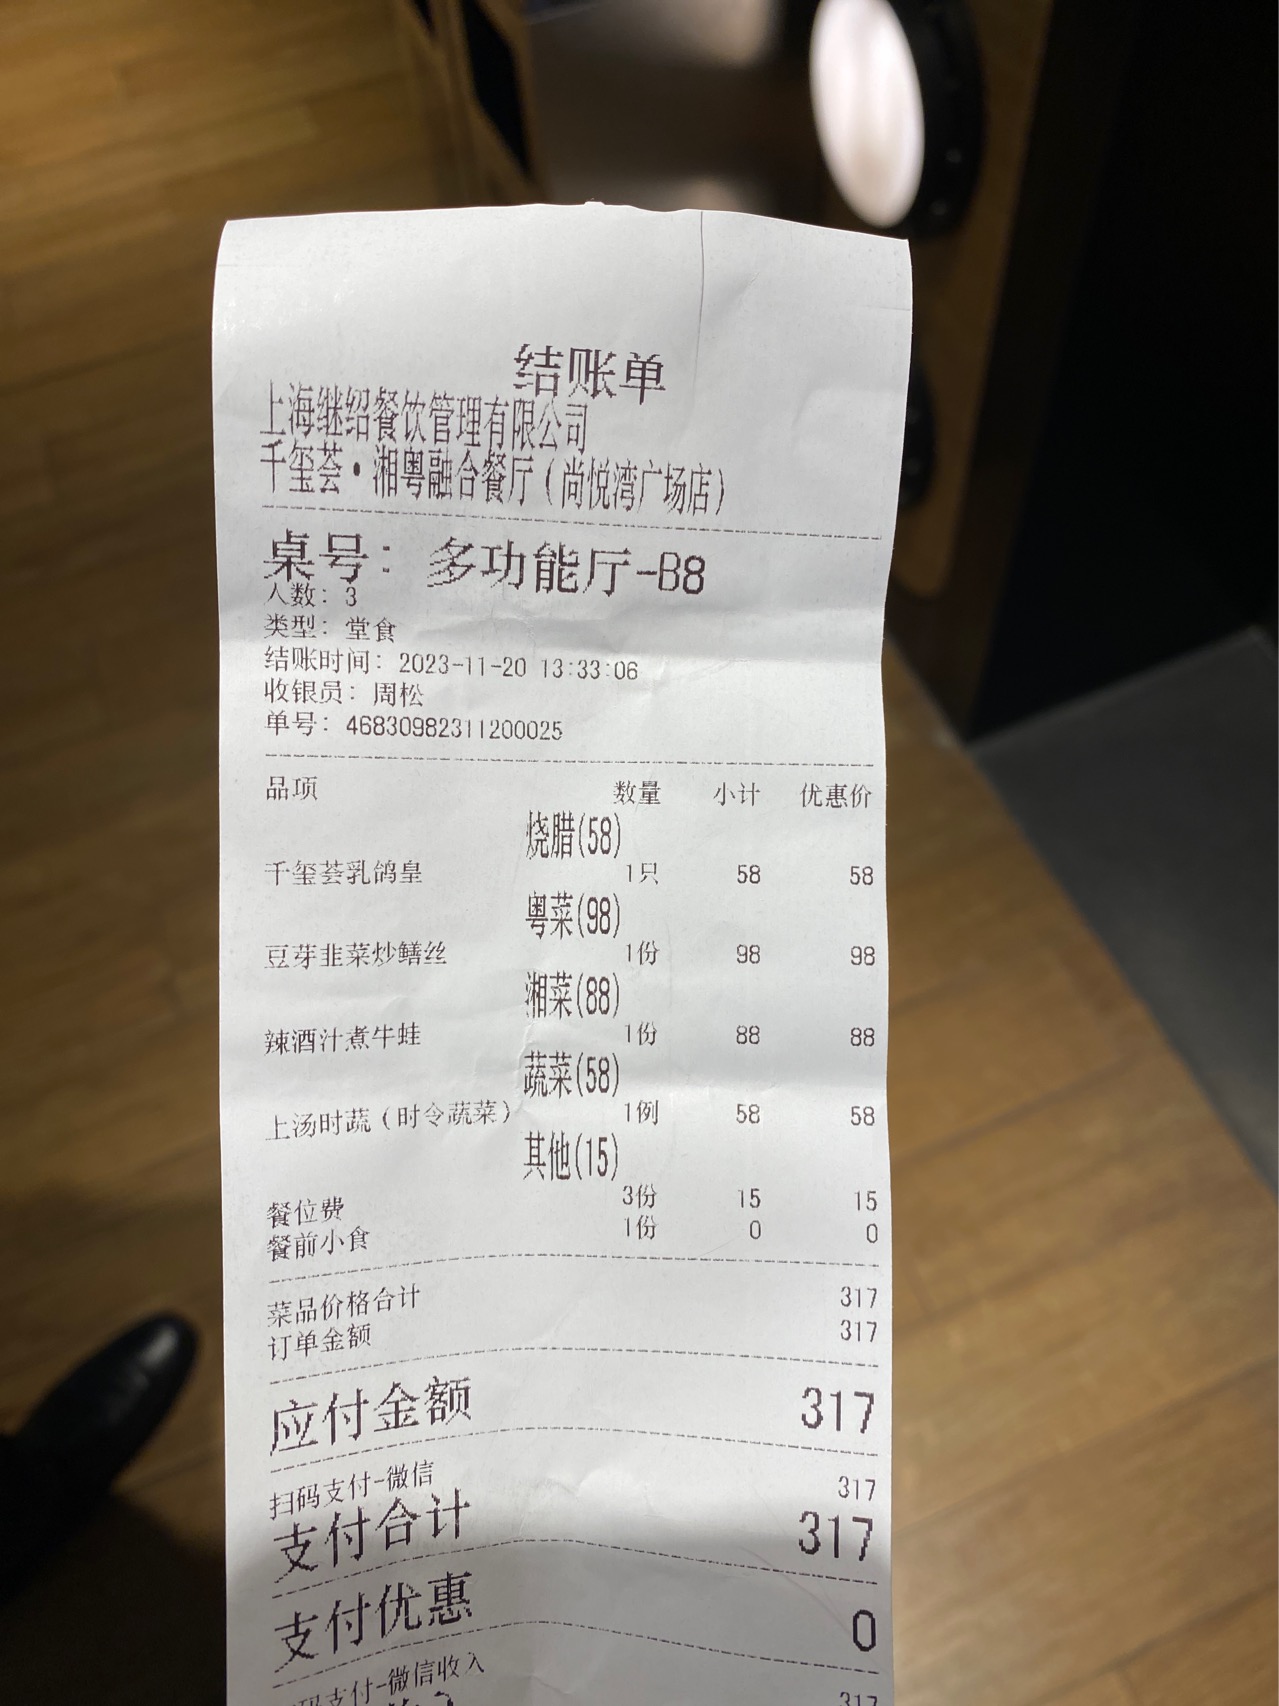 结账单
上海继绍餐饮管理有限公司
千玺荟·湘粤融合餐厅(尚悦湾广场店)
桌号: 多功能厅-B8
人数: 3
类型: 堂食
结账时间: 2023-11-20 13:33:06
收银员: 周松
单号: 46830982311200025
品项 数量 小计 优惠价
烧腊(58)
千玺荟乳鸽皇 1只 58 58
粤菜(98)
豆芽韭菜炒鳝丝 1份 98 98
湘菜(88)
辣酒汁煮牛蛙 1份 88 88
蔬菜(58)
上汤时蔬(时令蔬菜) 1例 58 58
其他(15)
餐位费 3份 15 15
餐前小食 1份 0 0
菜品价格合计 317
订单金额 317
应付金额 317
扫码支付-微信 317
支付合计 317
支付优惠 0
码支付-微信收入 317